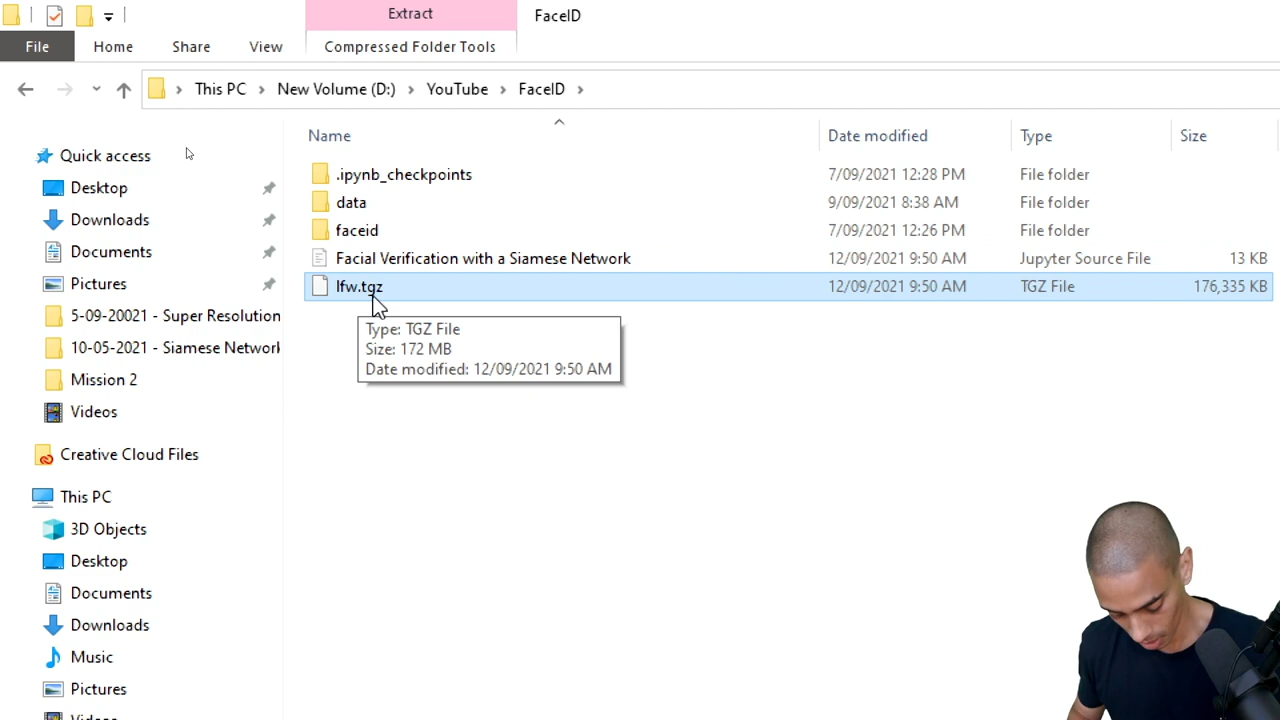 Extract
FaceID
File Home Share View Compressed Folder Tools
This PC New Volume (D:) YouTube FaceID
Name Date modified Type Size
Quick access
Desktop
Downloads
Documents
Pictures
5-09-20021 - Super Resolution
10-05-2021 - Siamese Network
Mission 2
Videos
Creative Cloud Files
This PC
3D Objects
Desktop
Documents
Downloads
Music
Pictures
Videos
.ipynb_checkpoints 7/09/2021 12:28 PM File folder
data 9/09/2021 8:38 AM File folder
faceid 7/09/2021 12:26 PM File folder
Facial Verification with a Siamese Network 12/09/2021 9:50 AM Jupyter Source File 13 KB
lfw.tgz 12/09/2021 9:50 AM TGZ File 176,335 KB
Type: TGZ File
Size: 172 MB
Date modified: 12/09/2021 9:50 AM